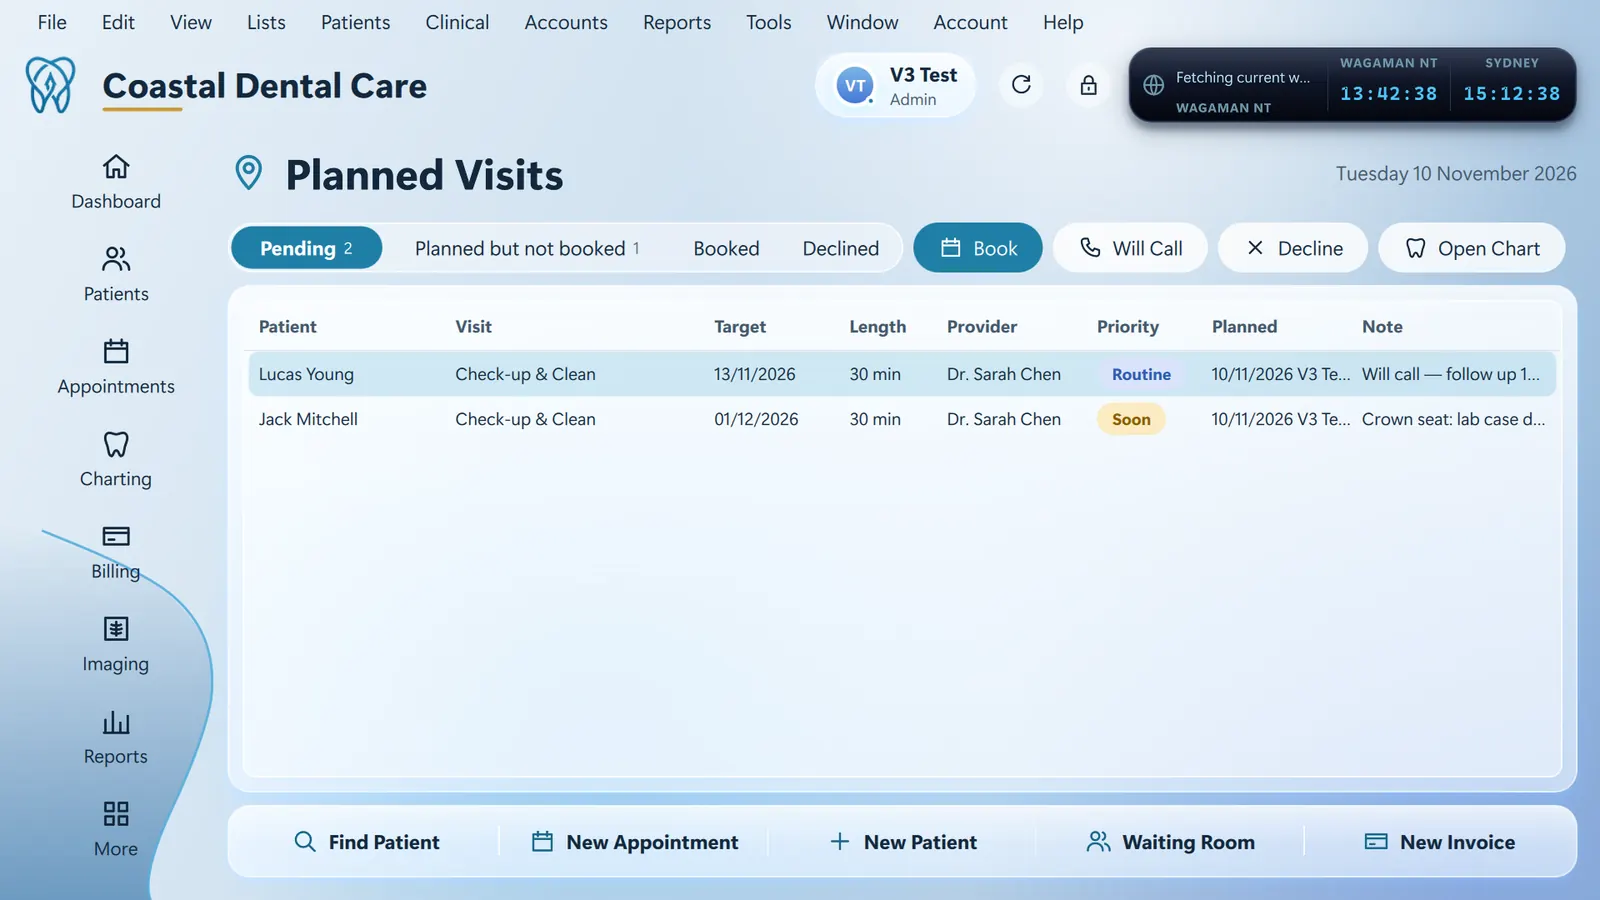 File Edit View Lists Patients Clinical Accounts Reports Tools Window Account Help
Coastal Dental Care
VT
V3 Test
Admin
Fetching current w...
WAGAMAN NT
WAGAMAN NT
13:42:38
SYDNEY
15:12:38
Dashboard
Patients
Appointments
Charting
Billing
Imaging
Reports
More
Planned Visits
Tuesday 10 November 2026
Pending 2 Planned but not booked 1 Booked Declined
Book Will Call Decline Open Chart
Patient Visit Target Length Provider Priority Planned Note
Lucas Young Check-up & Clean 13/11/2026 30 min Dr. Sarah Chen Routine 10/11/2026 V3 Te... Will call — follow up 1...
Jack Mitchell Check-up & Clean 01/12/2026 30 min Dr. Sarah Chen Soon 10/11/2026 V3 Te... Crown seat: lab case d...
Find Patient New Appointment New Patient Waiting Room New Invoice